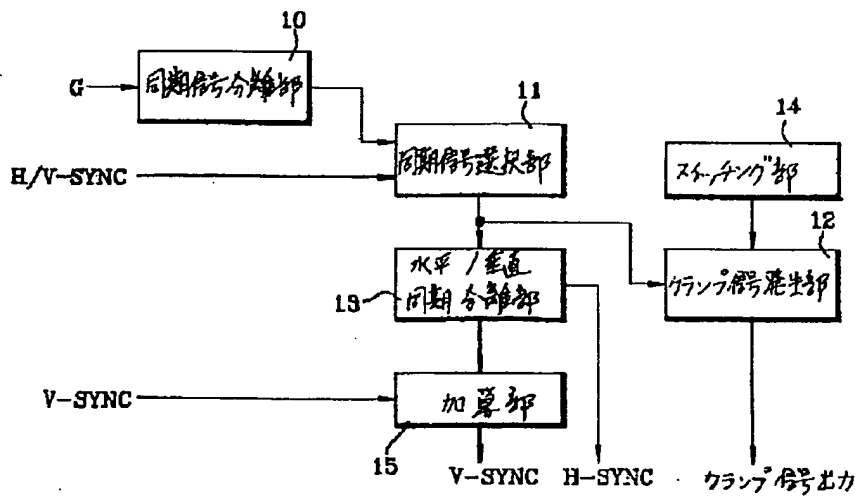 10
G
同期信号分離部
11
14
同期信号選択部
スイッチング部
H/V-SYNC
12
水平/垂直
同期分離部
13
クランプ信号発生部
V-SYNC
加算部
15
V-SYNC
H-SYNC
クランプ信号出力